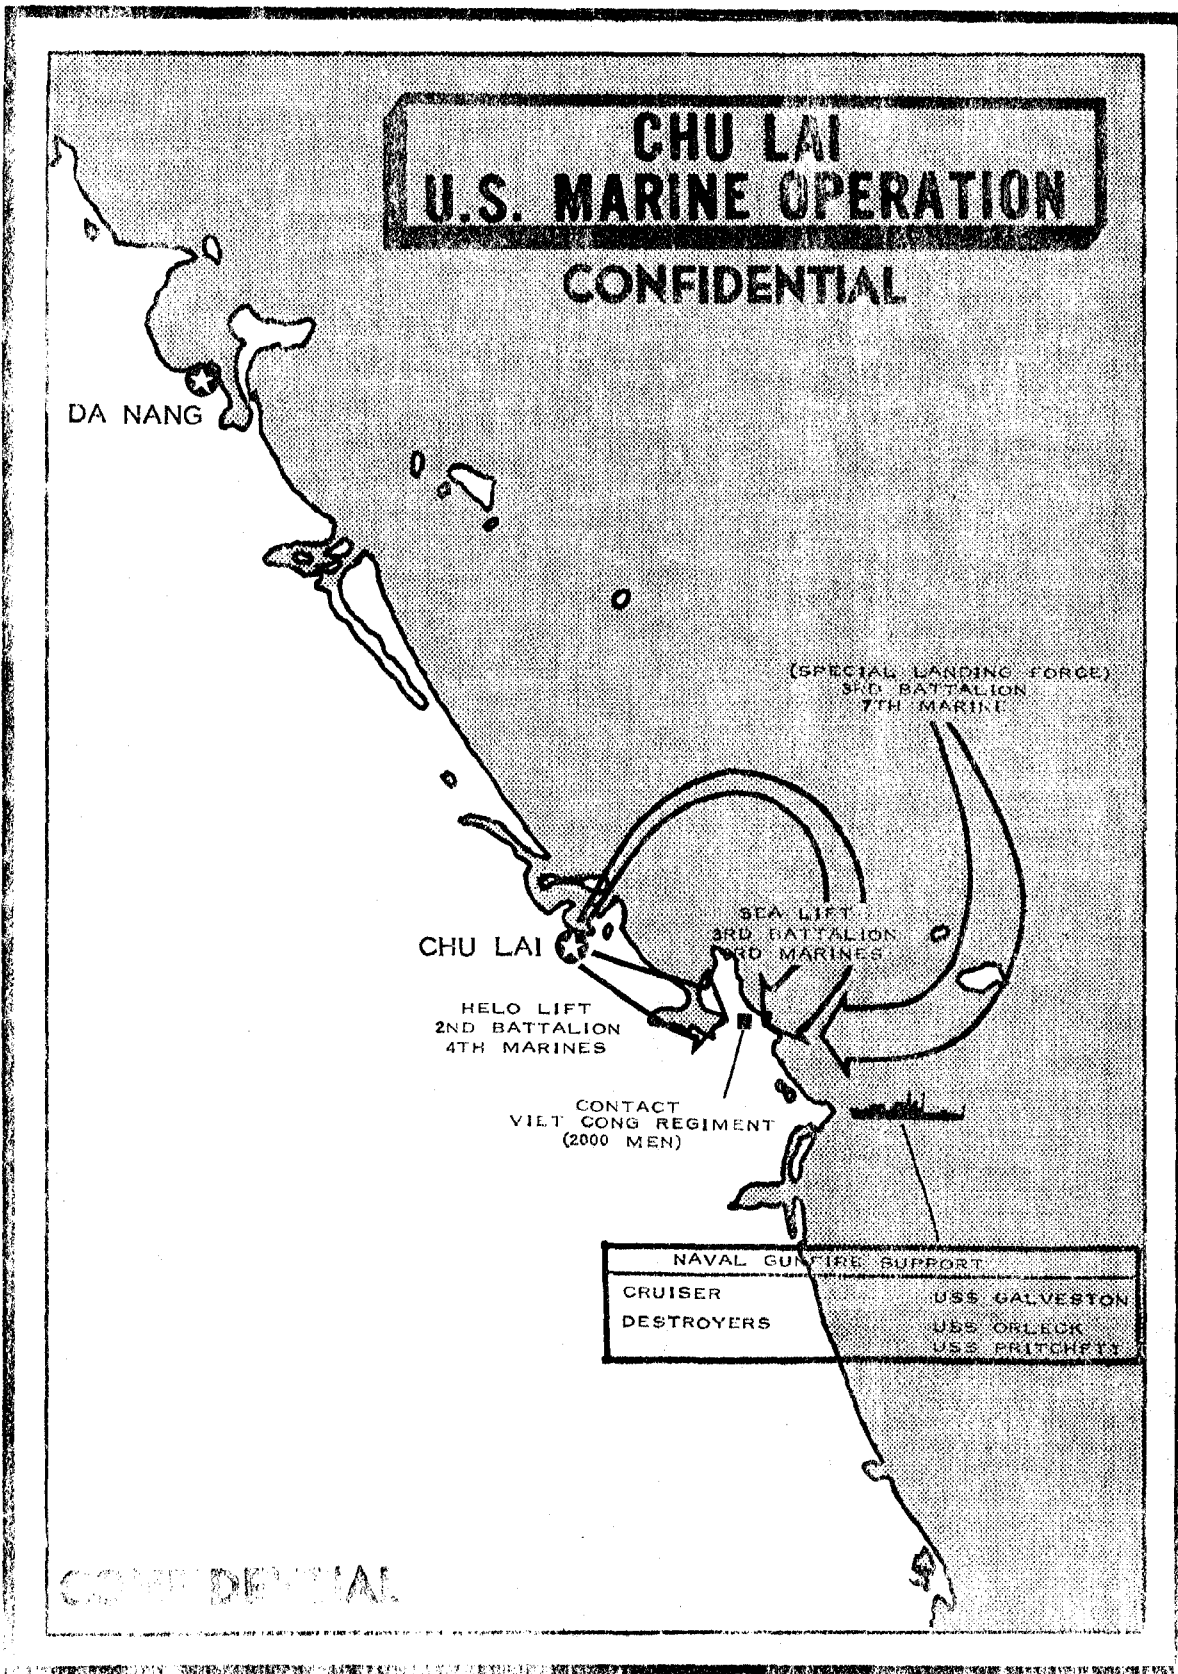 CHU LAI
U.S. MARINE OPERATION
CONFIDENTIAL
DA NANG
(SPECIAL LANDING FORCE)
3RD BATTALION
7TH MARINE
SEA LIFT
3RD BATTALION
3RD MARINES
CHU LAI
HELO LIFT
2ND BATTALION
4TH MARINES
CONTACT
VIET CONG REGIMENT
(2000 MEN)
NAVAL GUNFIRE SUPPORT
CRUISER USS GALVESTON
DESTROYERS USS ORLECK
USS PRITCHETT
CONFIDENTIAL